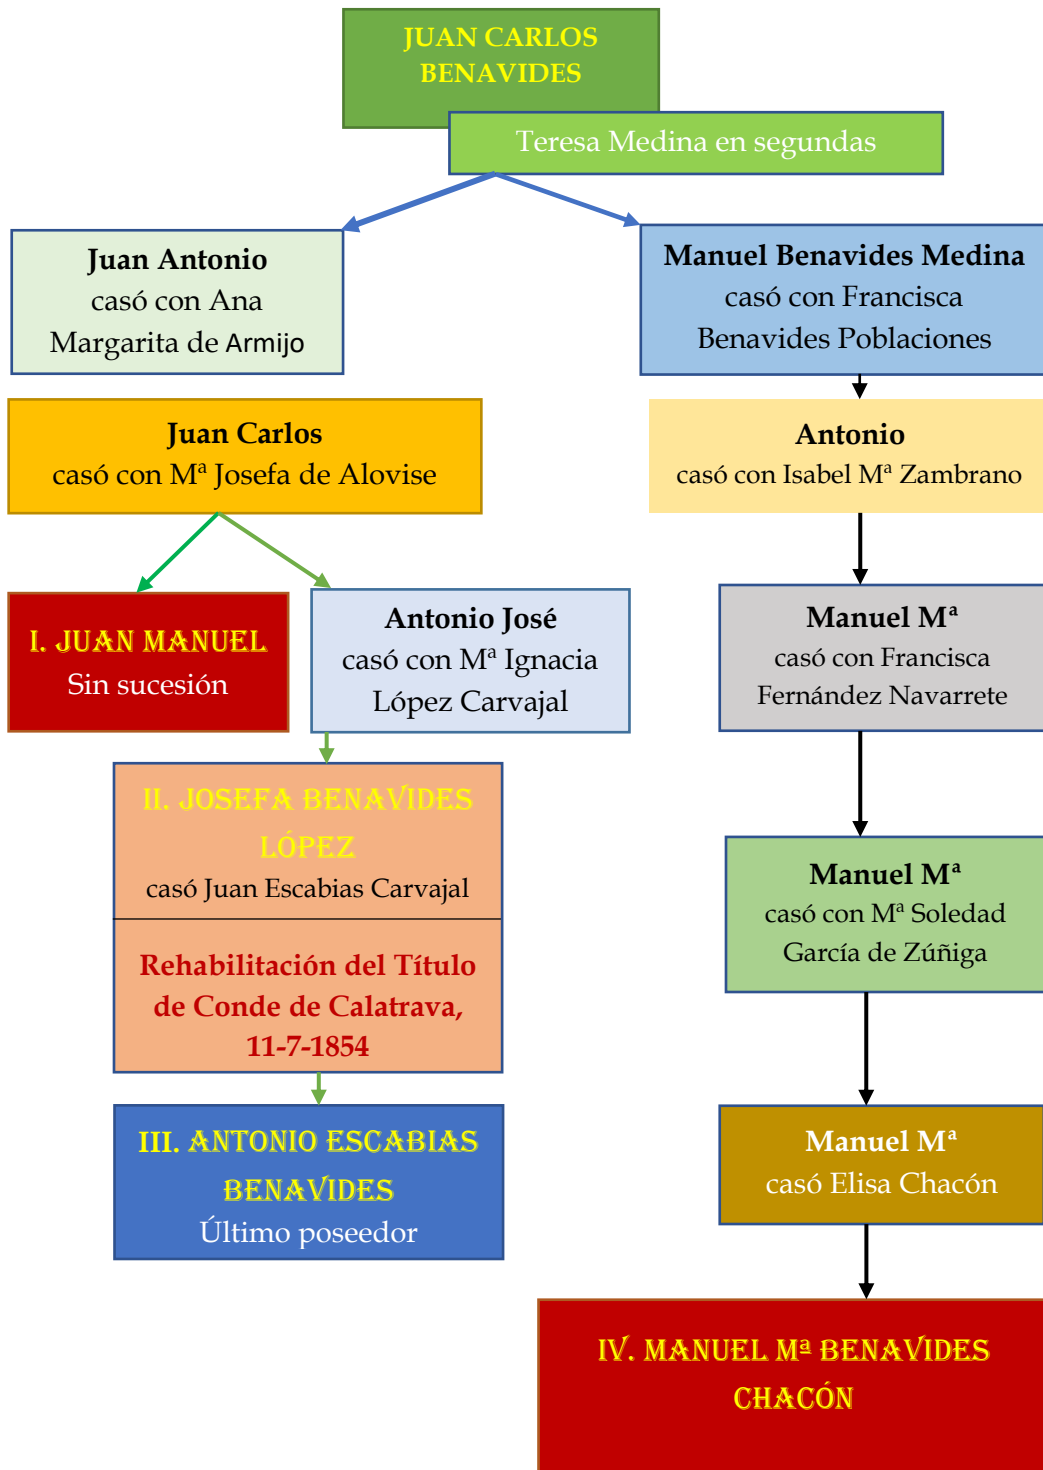 JUAN CARLOS
BENAVIDES
Teresa Medina en segundas
Juan Antonio
casó con Ana
Margarita de Armijo
Manuel Benavides Medina
casó con Francisca
Benavides Poblaciones
Juan Carlos
casó con Mª Josefa de Alovise
Antonio
casó con Isabel Mª Zambrano
I. JUAN MANUEL
Sin sucesión
Antonio José
casó con Mª Ignacia
López Carvajal
Manuel Mª
casó con Francisca
Fernández Navarrete
II. JOSEFA BENAVIDES
LÓPEZ
casó Juan Escabias Carvajal
Rehabilitación del Título
de Conde de Calatrava,
11-7-1854
Manuel Mª
casó con Mª Soledad
García de Zúñiga
III. ANTONIO ESCABIAS
BENAVIDES
Último poseedor
Manuel Mª
casó Elisa Chacón
IV. MANUEL Mª BENAVIDES
CHACÓN